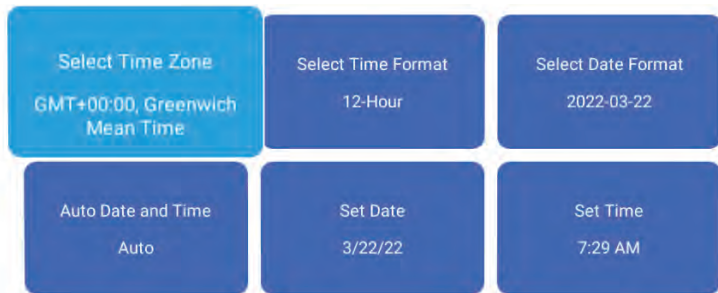 Select Time Zone
GMT+00:00, Greenwich
Mean Time
Select Time Format
12-Hour
Select Date Format
2022-03-22
Auto Date and Time
Auto
Set Date
3/22/22
Set Time
7:29 AM